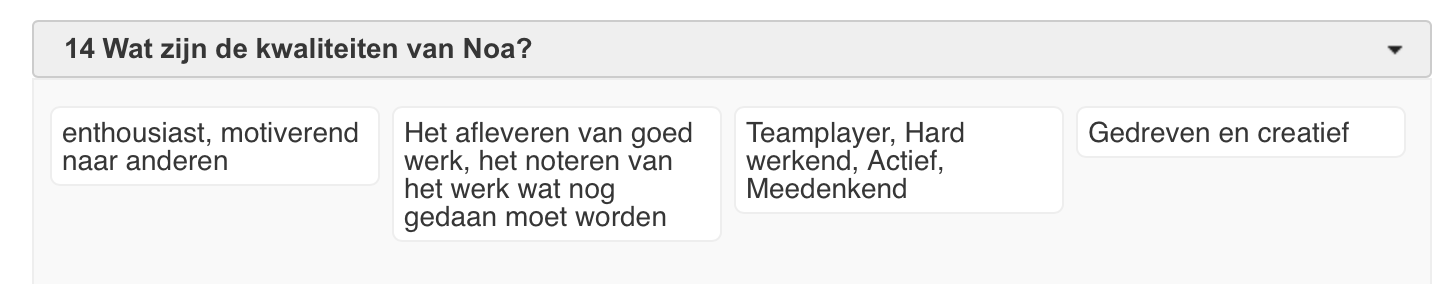 14 Wat zijn de kwaliteiten van Noa?
enthousiast, motiverend
naar anderen
Het afleveren van goed
werk, het noteren van
het werk wat nog
gedaan moet worden
Teamplayer, Hard
werkend, Actief,
Meedenkend
Gedreven en creatief